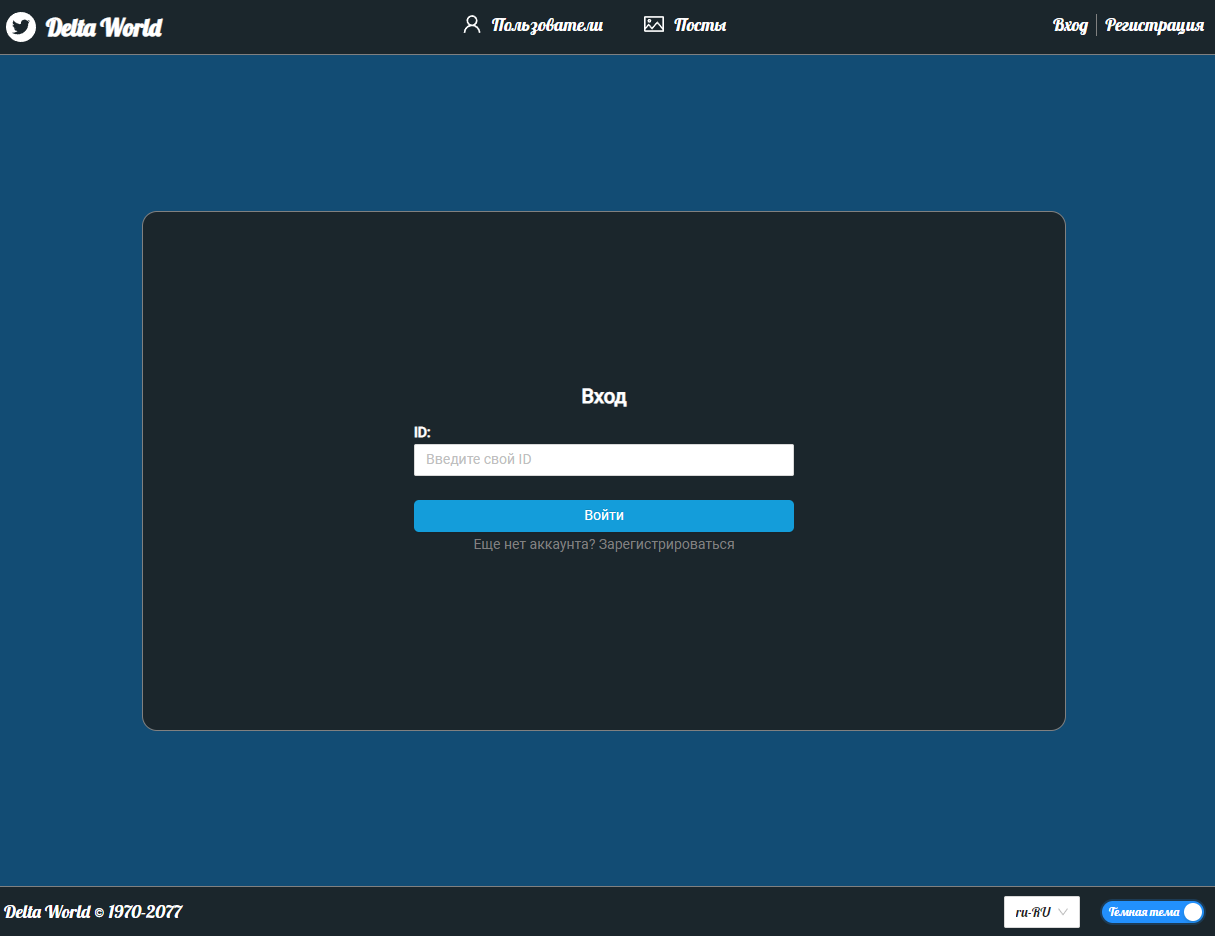 Delta World
Пользователи
Посты
Вход
Регистрация
Вход
ID:
Введите свой ID
Войти
Еще нет аккаунта? Зарегистрироваться
Delta World © 1970-2077
ru-RU
Темная тема